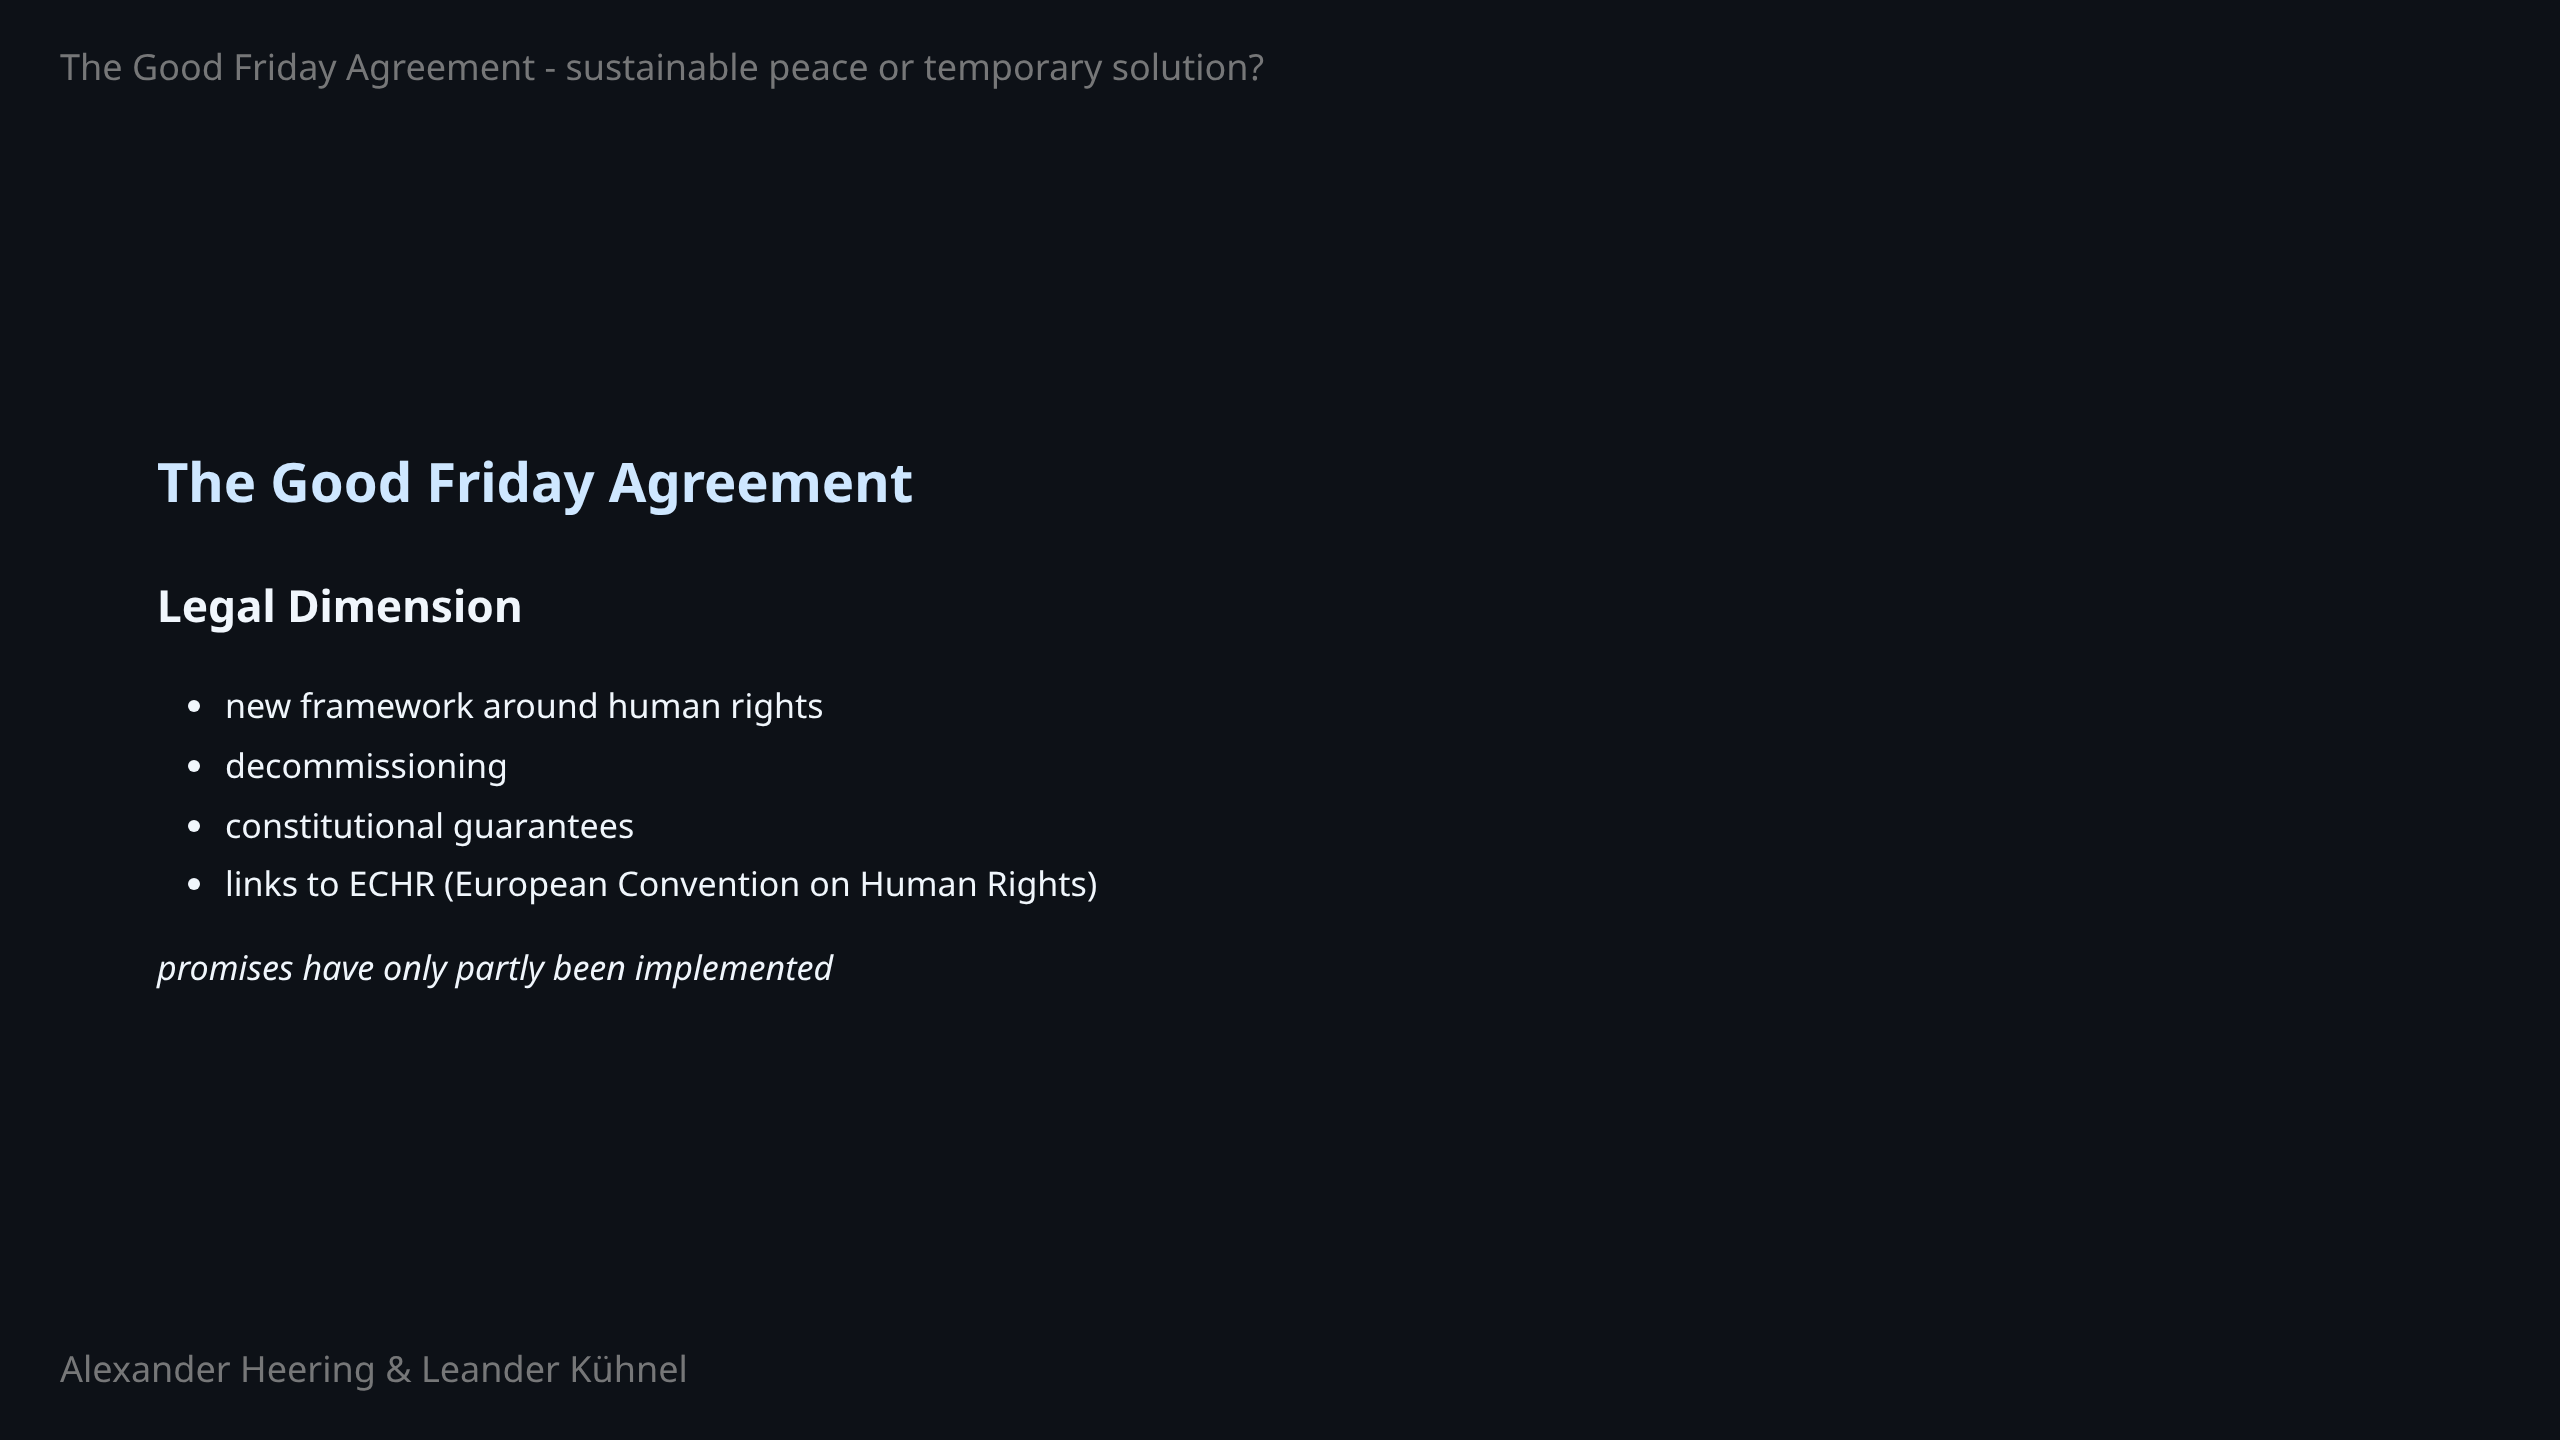 The Good Friday Agreement - sustainable peace or temporary solution?
The Good Friday Agreement
Legal Dimension
• new framework around human rights
• decommissioning
• constitutional guarantees
• links to ECHR (European Convention on Human Rights)
promises have only partly been implemented
Alexander Heering & Leander Kühnel